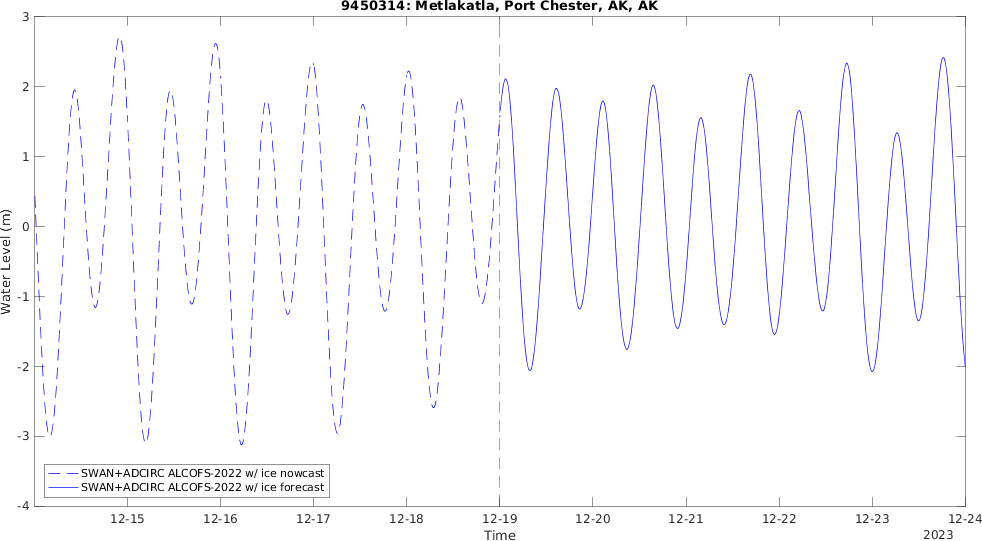 9450314: Metlakatla, Port Chester, AK, AK
3
2
1
0
-1
-2
-3
-4
Water Level (m)
SWAN+ADCIRC ALCOFS-2022 w/ ice nowcast
SWAN+ADCIRC ALCOFS-2022 w/ ice forecast
12-15 12-16 12-17 12-18 12-19 12-20 12-21 12-22 12-23 12-24
Time
2023